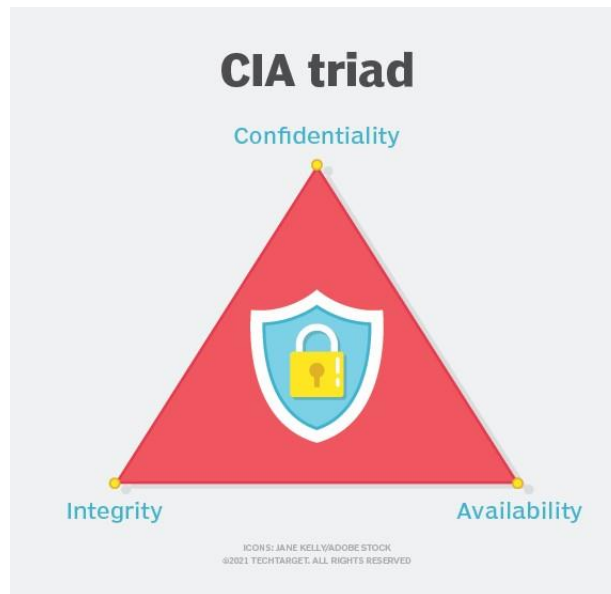 CIA triad
Confidentiality
Integrity
Availability
ICONS: JANE KELLY/ADOBE STOCK
©2021 TECHTARGET. ALL RIGHTS RESERVED